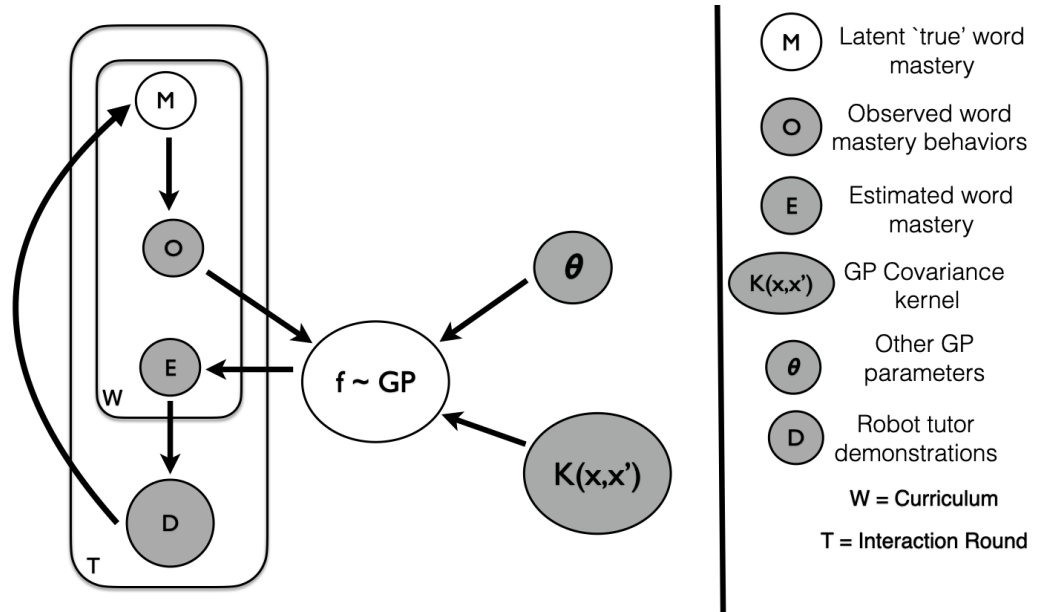 M
O
E
W
D
T
f ~ GP
θ
K(x,x')
M
Latent `true' word
mastery
O
Observed word
mastery behaviors
E
Estimated word
mastery
K(x,x')
GP Covariance
kernel
θ
Other GP
parameters
D
Robot tutor
demonstrations
W = Curriculum
T = Interaction Round